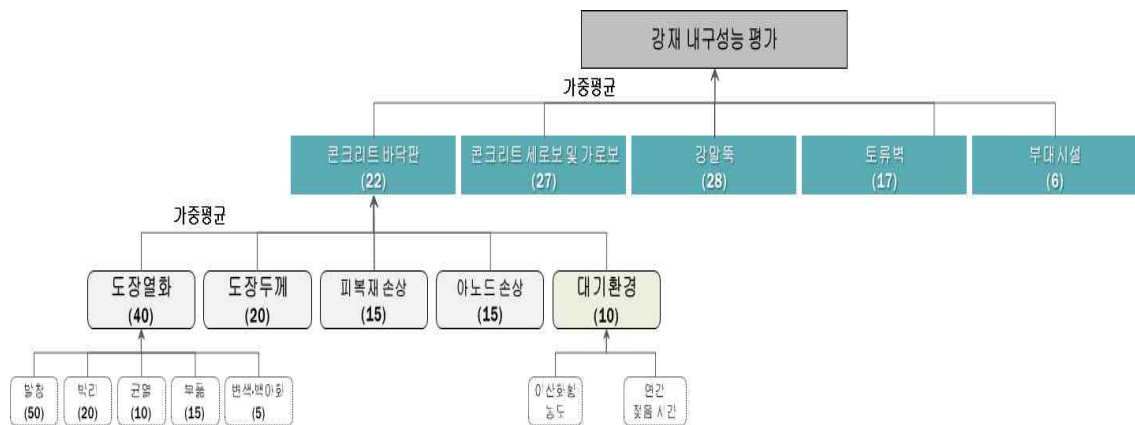 강재 내구성능 평가
가중평균
콘크리트 바닥판
(22)
콘크리트 세로보 및 가로보
(27)
강말뚝
(28)
토류벽
(17)
부대시설
(6)
가중평균
도장열화
(40)
도장두께
(20)
피복재 손상
(15)
아노드 손상
(15)
대기환경
(10)
발청
(50)
박리
(20)
균열
(10)
부풂
(15)
변색·백아화
(5)
이산화황
농도
연간
젖음 시간